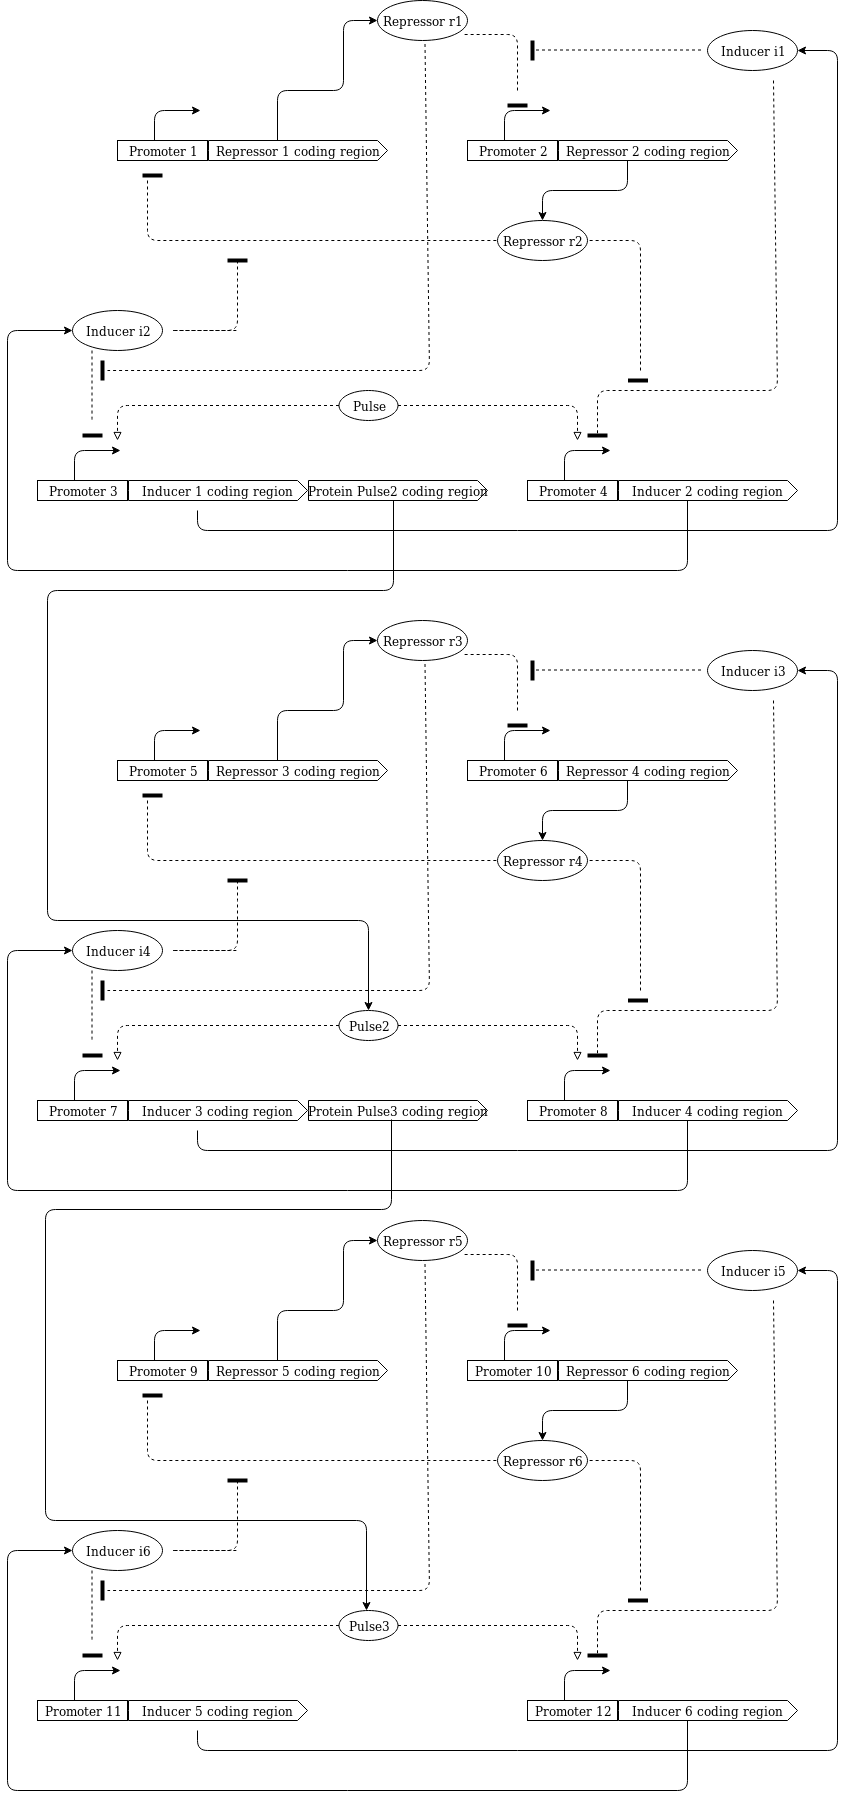 Repressor r1
Inducer i1
Promoter 1
Repressor 1 coding region
Promoter 2
Repressor 2 coding region
Repressor r2
Inducer i2
Pulse
Promoter 3
Inducer 1 coding region
Protein Pulse2 coding region
Promoter 4
Inducer 2 coding region
Repressor r3
Inducer i3
Promoter 5
Repressor 3 coding region
Promoter 6
Repressor 4 coding region
Repressor r4
Inducer i4
Pulse2
Promoter 7
Inducer 3 coding region
Protein Pulse3 coding region
Promoter 8
Inducer 4 coding region
Repressor r5
Inducer i5
Promoter 9
Repressor 5 coding region
Promoter 10
Repressor 6 coding region
Repressor r6
Inducer i6
Pulse3
Promoter 11
Inducer 5 coding region
Promoter 12
Inducer 6 coding region